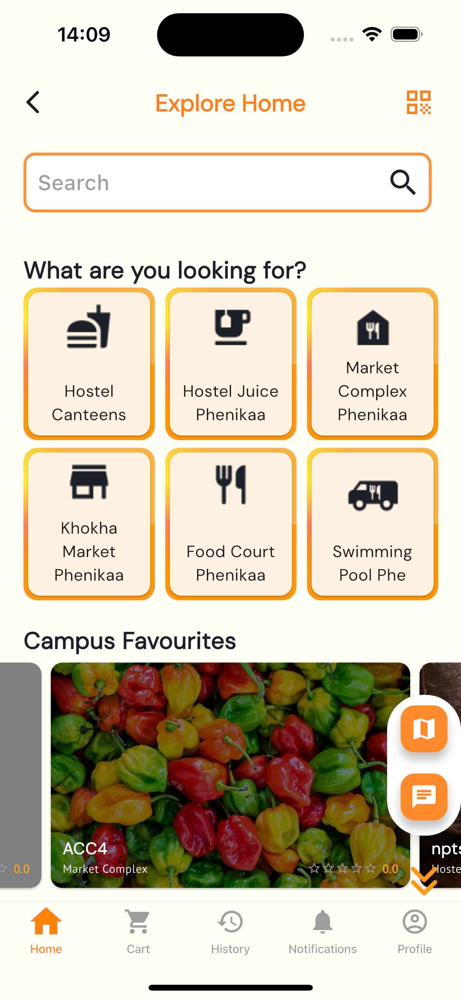 14:09
Explore Home
Search
What are you looking for?
Hostel
Canteens
Hostel Juice
Phenikaa
Market
Complex
Phenikaa
Khokha
Market
Phenikaa
Food Court
Phenikaa
Swimming
Pool Phe
Campus Favourites
0.0
ACC4
Market Complex
0.0
npts
Hoste
Home
Cart
History
Notifications
Profile